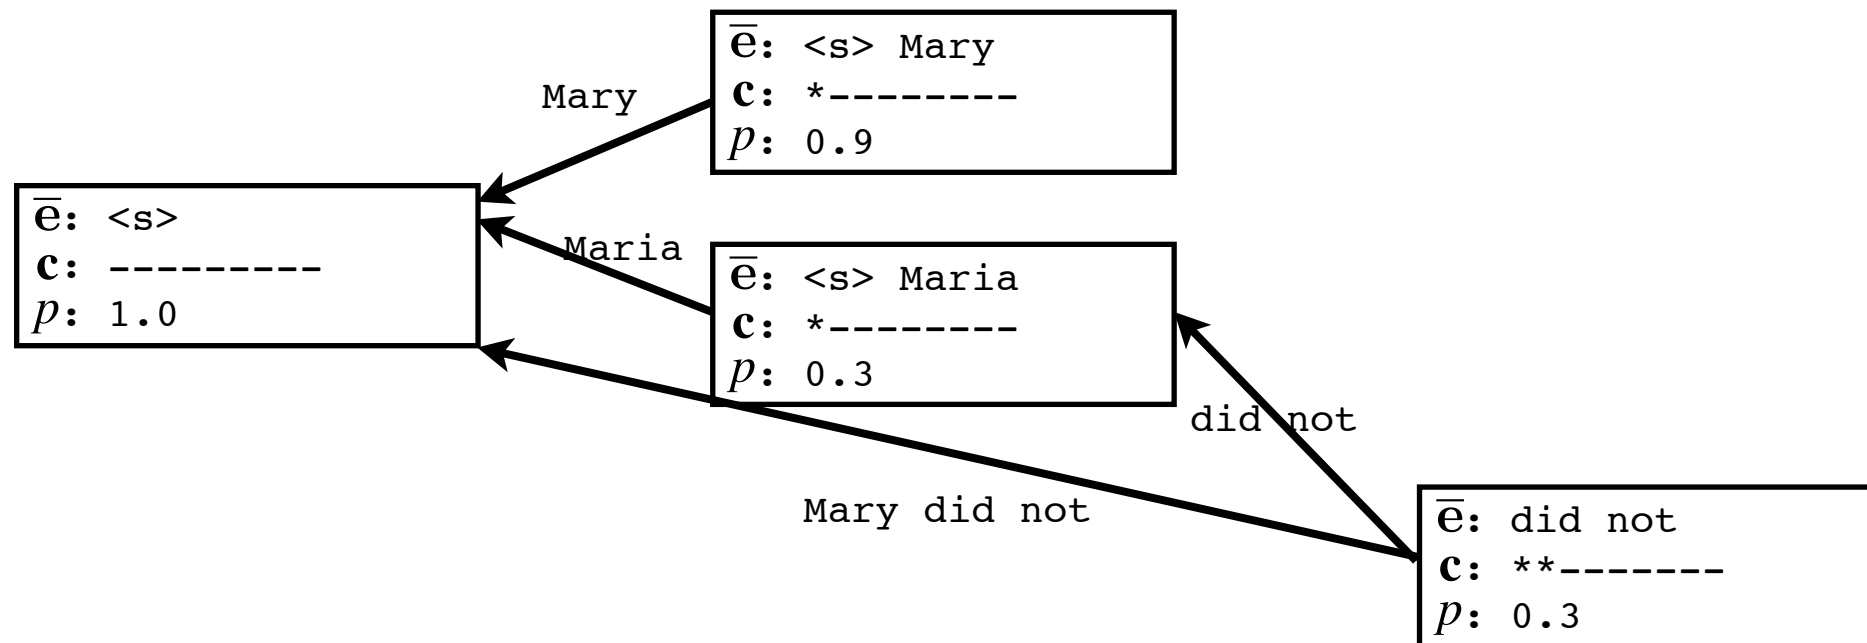 e̅: <s> Mary
c: *--------
p: 0.9
Mary
e̅: <s>
c: ---------
p: 1.0
Maria
e̅: <s> Maria
c: *--------
p: 0.3
did not
Mary did not
e̅: did not
c: **-------
p: 0.3